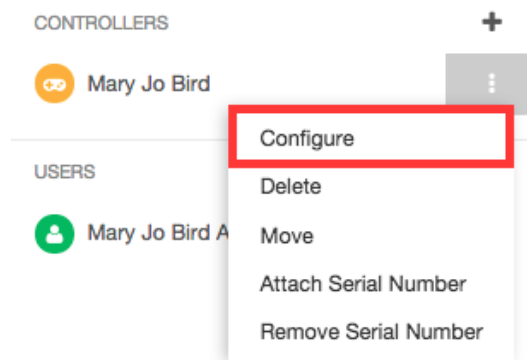 CONTROLLERS
Mary Jo Bird
Configure
USERS
Delete
Mary Jo Bird A
Move
Attach Serial Number
Remove Serial Number